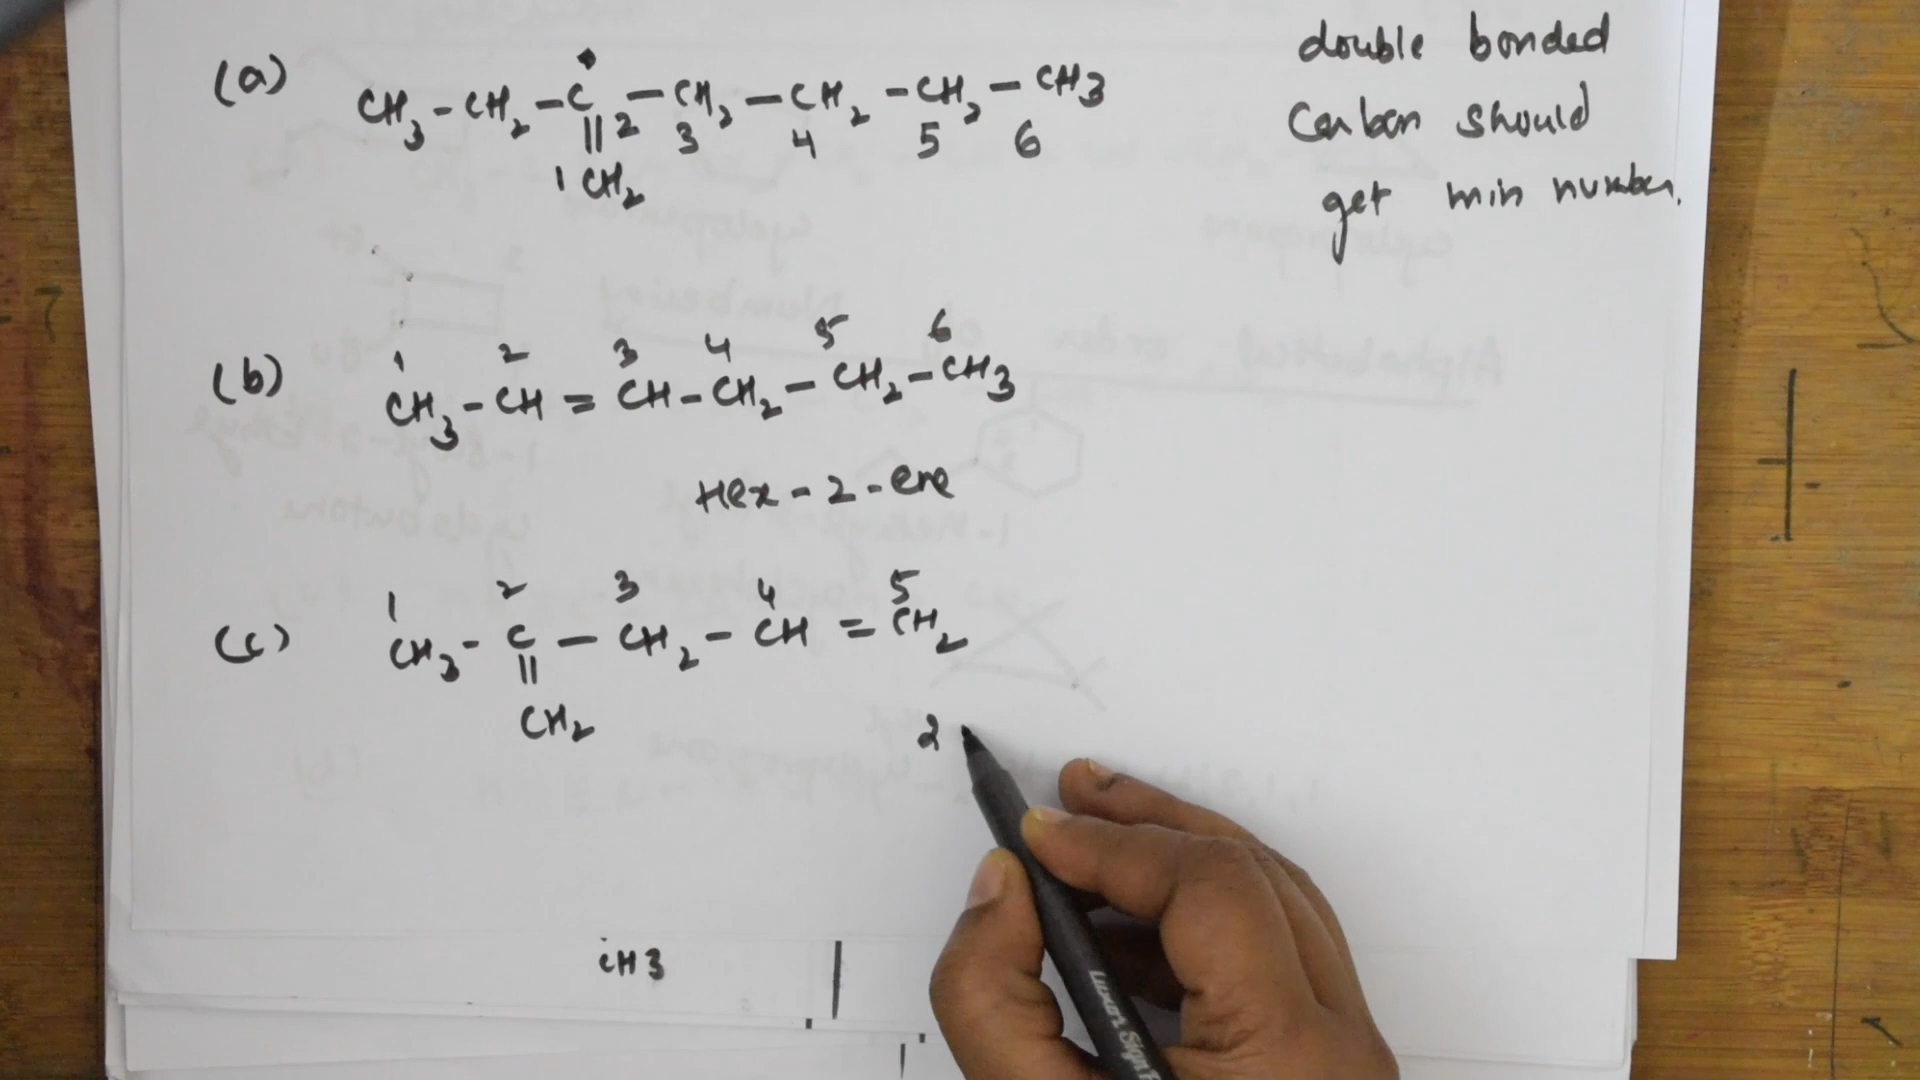 double bonded
Carbon should
get min number.
(a) CH3-CH2-C-CH2-CH2-CH2-CH3
|| 2 3 4 5 6
1 CH2
1 2 3 4 5 6
(b) CH3-CH=CH-CH2-CH2-CH3
Hex-2-ene
1 2 3 4 5
(c) CH3-C-CH2-CH=CH2
||
CH2
2
CH3